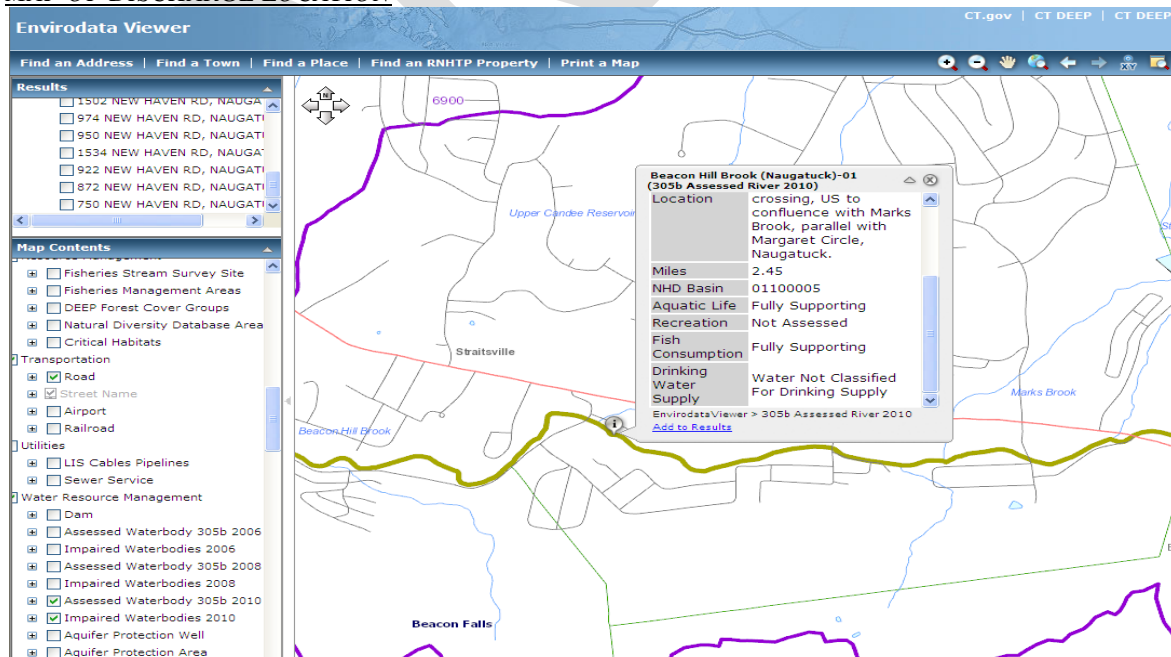 MAP OF DISCHARGE LOCATION
CT.gov | CT DEEP | CT DEEP
Envirodata Viewer
Find an Address | Find a Town | Find a Place | Find an RNHTP Property | Print a Map
XY
Results
1502 NEW HAVEN RD, NAUGA
974 NEW HAVEN RD, NAUGAT
950 NEW HAVEN RD, NAUGAT
1534 NEW HAVEN RD, NAUGA
922 NEW HAVEN RD, NAUGAT
872 NEW HAVEN RD, NAUGAT
750 NEW HAVEN RD, NAUGAT
Map Contents
Resource Management
Fisheries Stream Survey Site
Fisheries Management Areas
DEEP Forest Cover Groups
Natural Diversity Database Area
Critical Habitats
Transportation
Road
Street Name
Airport
Railroad
Utilities
LIS Cables Pipelines
Sewer Service
Water Resource Management
Dam
Assessed Waterbody 305b 2006
Impaired Waterbodies 2006
Assessed Waterbody 305b 2008
Impaired Waterbodies 2008
Assessed Waterbody 305b 2010
Impaired Waterbodies 2010
Aquifer Protection Well
Aquifer Protection Area
N
6900
Upper Candee Reservoir
Straitsville
Beacon Hill Brook
Marks Brook
Beacon Falls
Beacon Hill Brook (Naugatuck)-01
(305b Assessed River 2010)
Location crossing, US to
confluence with Marks
Brook, parallel with
Margaret Circle,
Naugatuck.
Miles 2.45
NHD Basin 01100005
Aquatic Life Fully Supporting
Recreation Not Assessed
Fish
Consumption Fully Supporting
Drinking
Water Water Not Classified
Supply For Drinking Supply
EnvirodataViewer > 305b Assessed River 2010
Add to Results